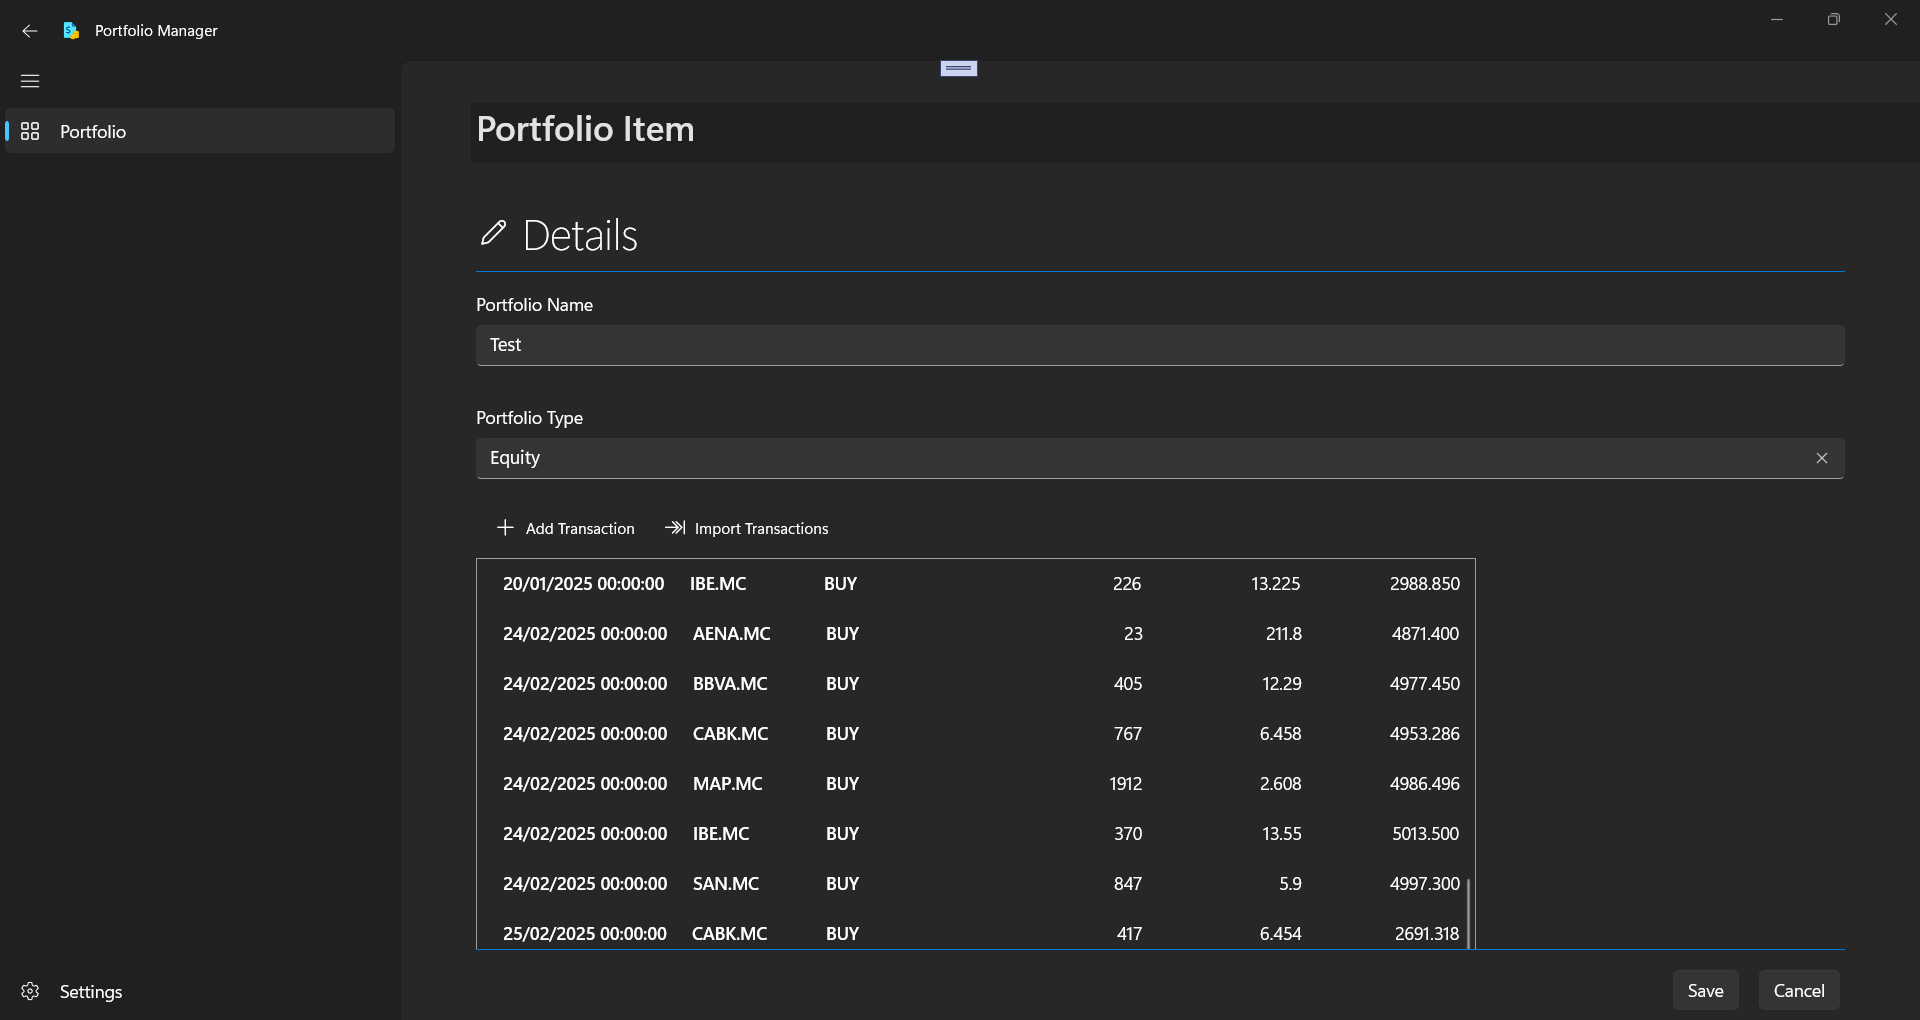 Portfolio Manager
Portfolio
Portfolio Item
Details
Portfolio Name
Test
Portfolio Type
Equity
Add Transaction Import Transactions
20/01/2025 00:00:00 IBE.MC BUY 226 13.225 2988.850
24/02/2025 00:00:00 AENA.MC BUY 23 211.8 4871.400
24/02/2025 00:00:00 BBVA.MC BUY 405 12.29 4977.450
24/02/2025 00:00:00 CABK.MC BUY 767 6.458 4953.286
24/02/2025 00:00:00 MAP.MC BUY 1912 2.608 4986.496
24/02/2025 00:00:00 IBE.MC BUY 370 13.55 5013.500
24/02/2025 00:00:00 SAN.MC BUY 847 5.9 4997.300
25/02/2025 00:00:00 CABK.MC BUY 417 6.454 2691.318
Settings
Save Cancel